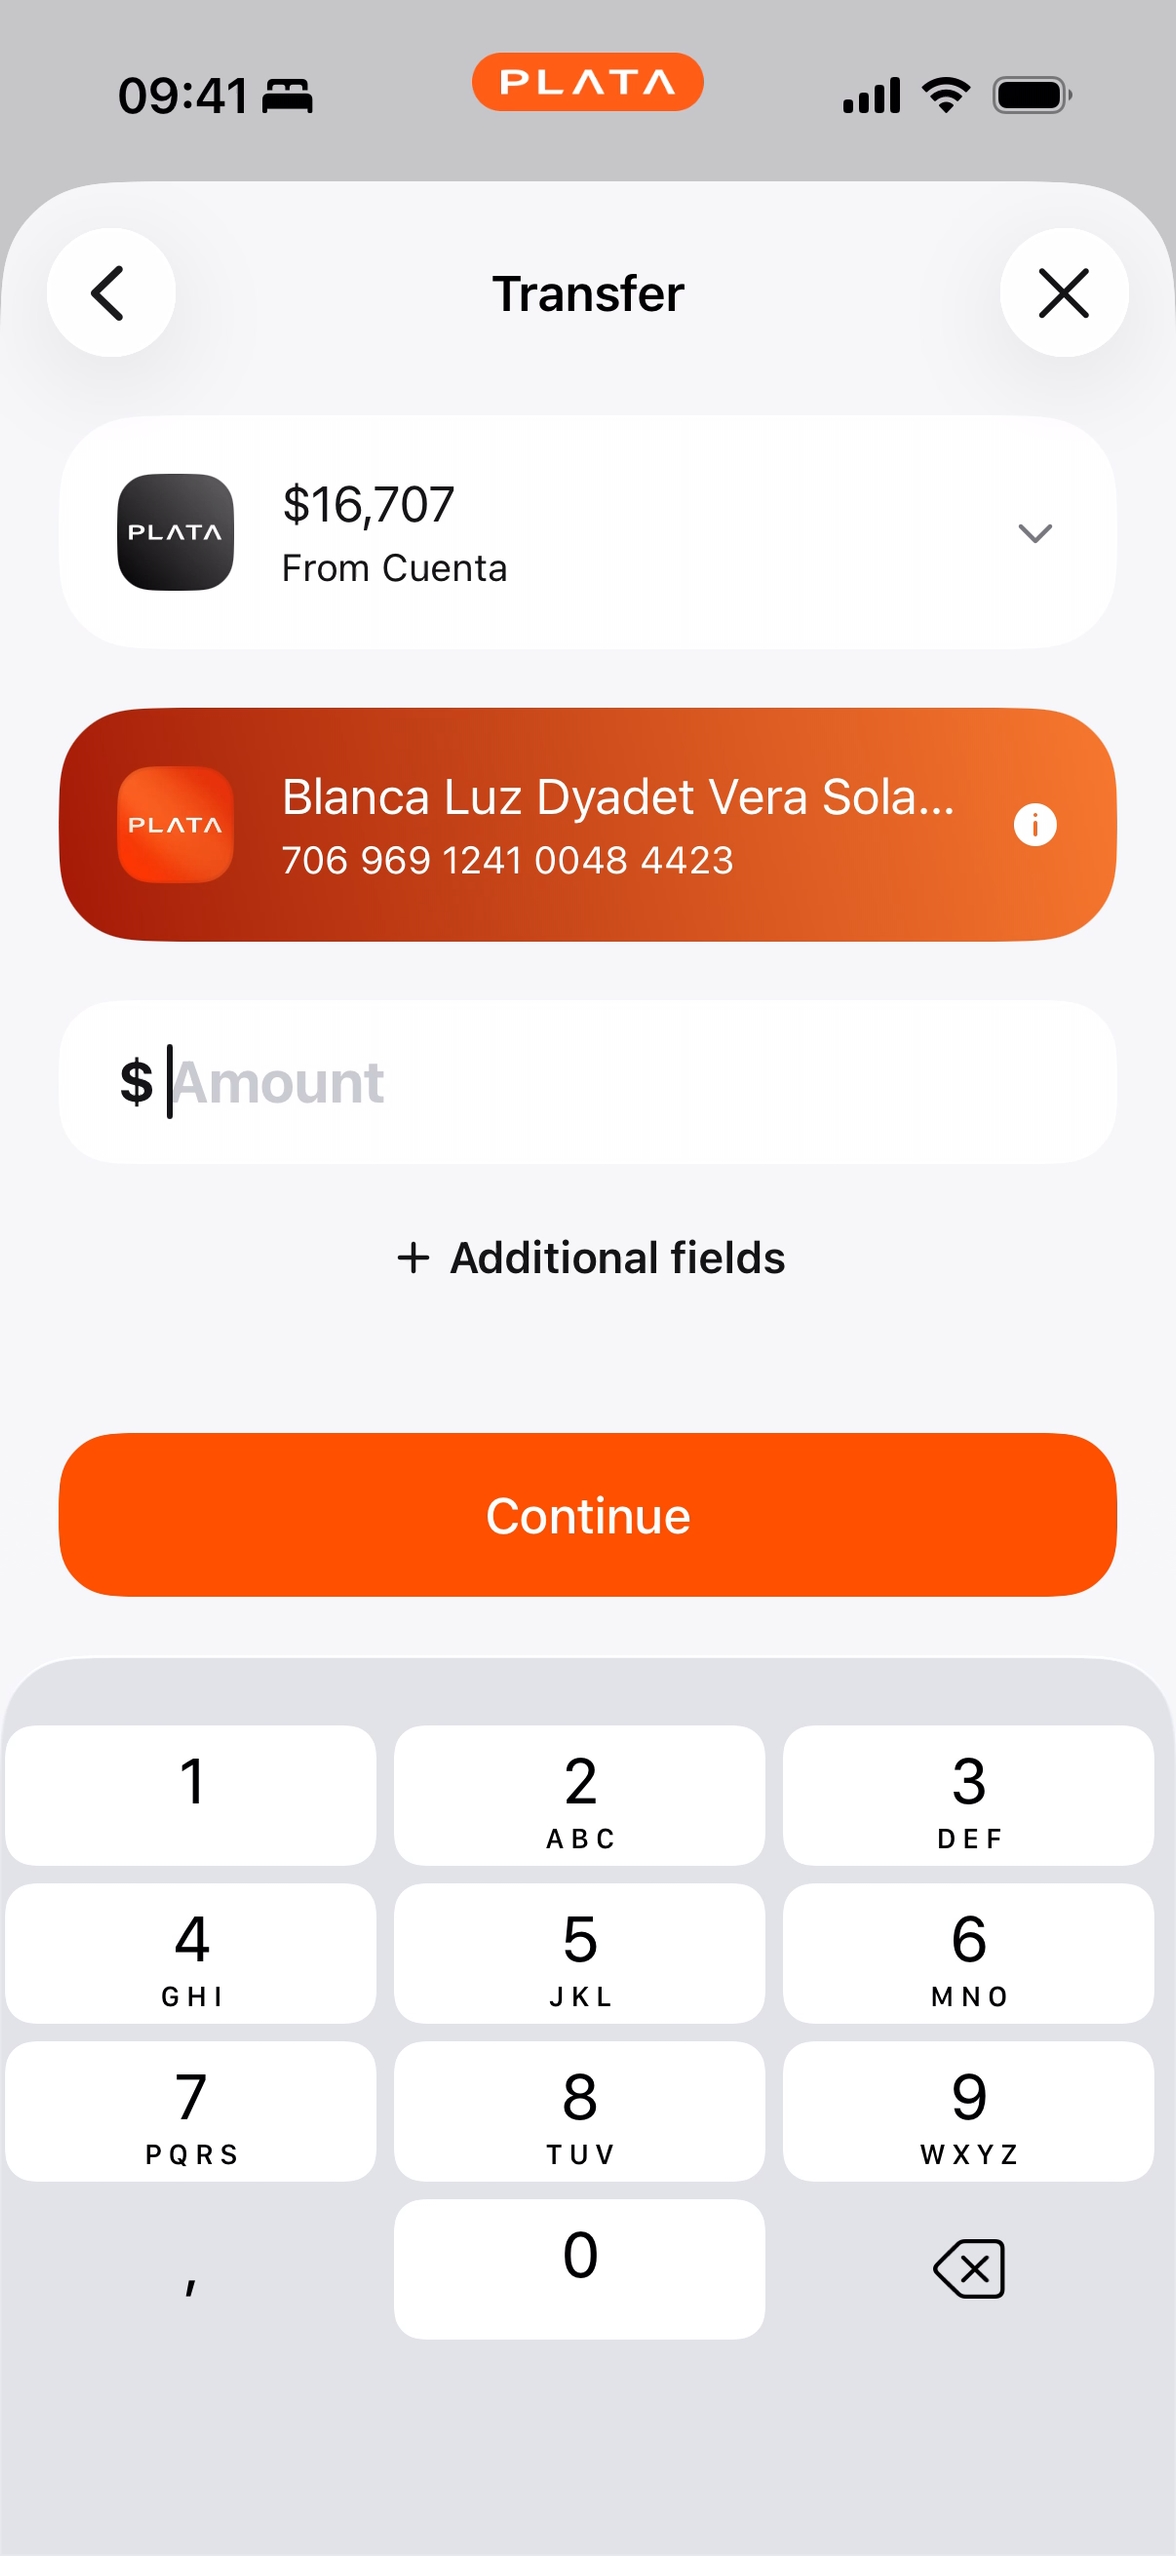 09:41
PLATA
Transfer
PLATA
$16,707
From Cuenta
PLATA
Blanca Luz Dyadet Vera Sola...
706 969 1241 0048 4423
$ Amount
+ Additional fields
Continue
1
2
ABC
3
DEF
4
GHI
5
JKL
6
MNO
7
PQRS
8
TUV
9
WXYZ
,
0